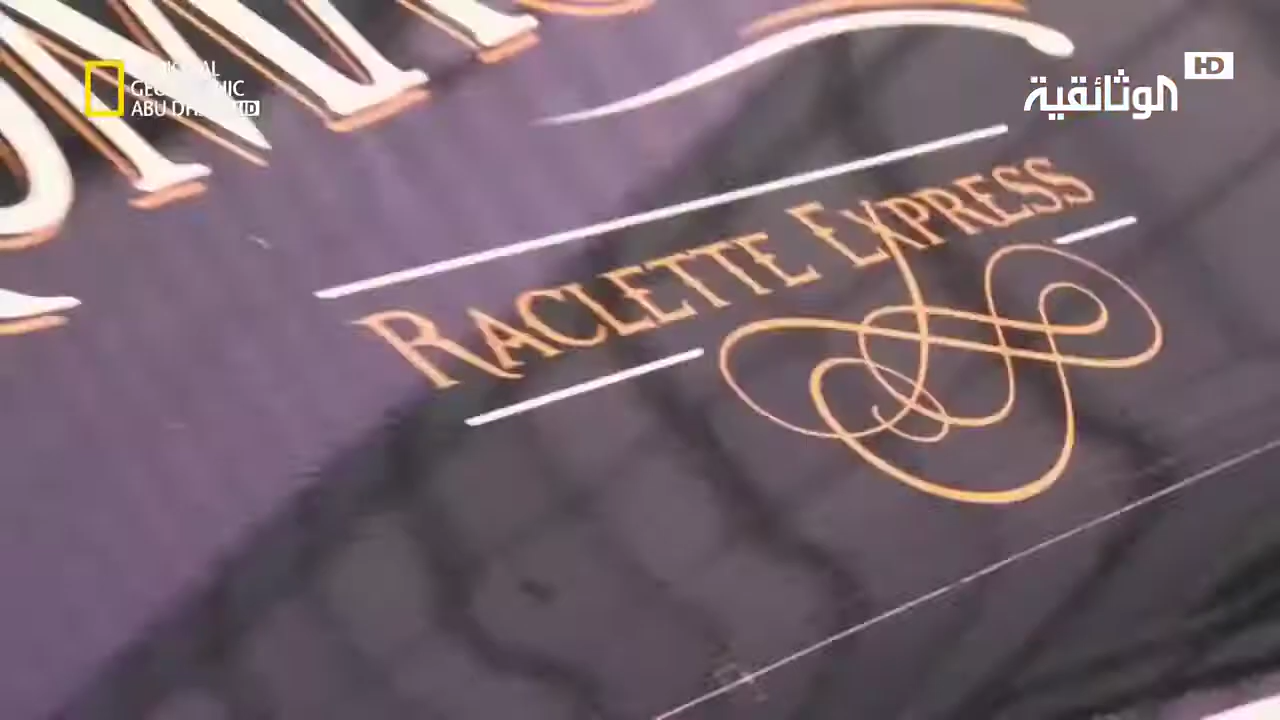 NATIONAL
GEOGRAPHIC
ABU DHABI HD
الوثائقية HD
RACLETTE EXPRESS